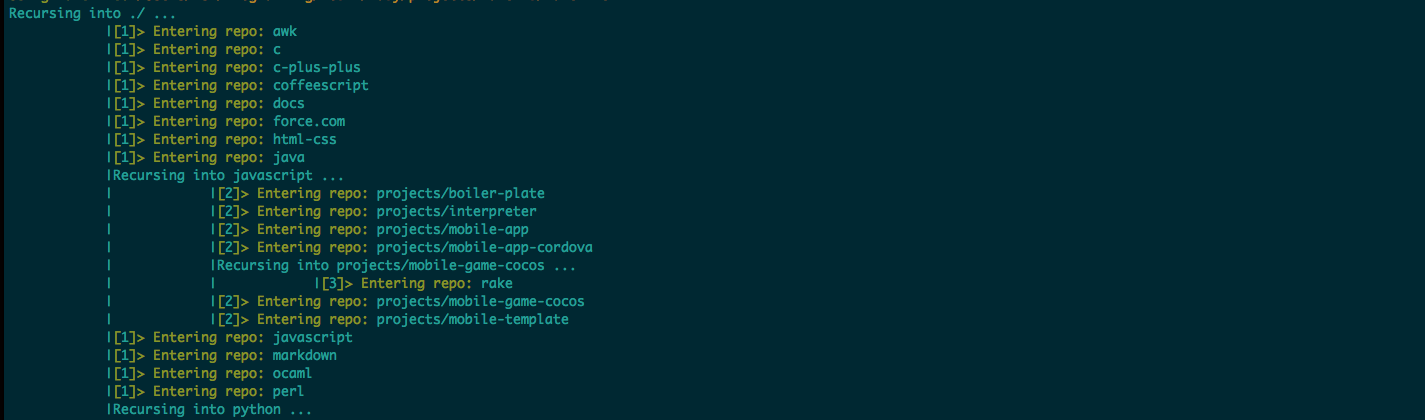 Recursing into ./ ...
|[1]> Entering repo: awk
|[1]> Entering repo: c
|[1]> Entering repo: c-plus-plus
|[1]> Entering repo: coffeescript
|[1]> Entering repo: docs
|[1]> Entering repo: force.com
|[1]> Entering repo: html-css
|[1]> Entering repo: java
|Recursing into javascript ...
| |[2]> Entering repo: projects/boiler-plate
| |[2]> Entering repo: projects/interpreter
| |[2]> Entering repo: projects/mobile-app
| |[2]> Entering repo: projects/mobile-app-cordova
| |Recursing into projects/mobile-game-cocos ...
| | |[3]> Entering repo: rake
| |[2]> Entering repo: projects/mobile-game-cocos
| |[2]> Entering repo: projects/mobile-template
|[1]> Entering repo: javascript
|[1]> Entering repo: markdown
|[1]> Entering repo: ocaml
|[1]> Entering repo: perl
|Recursing into python ...